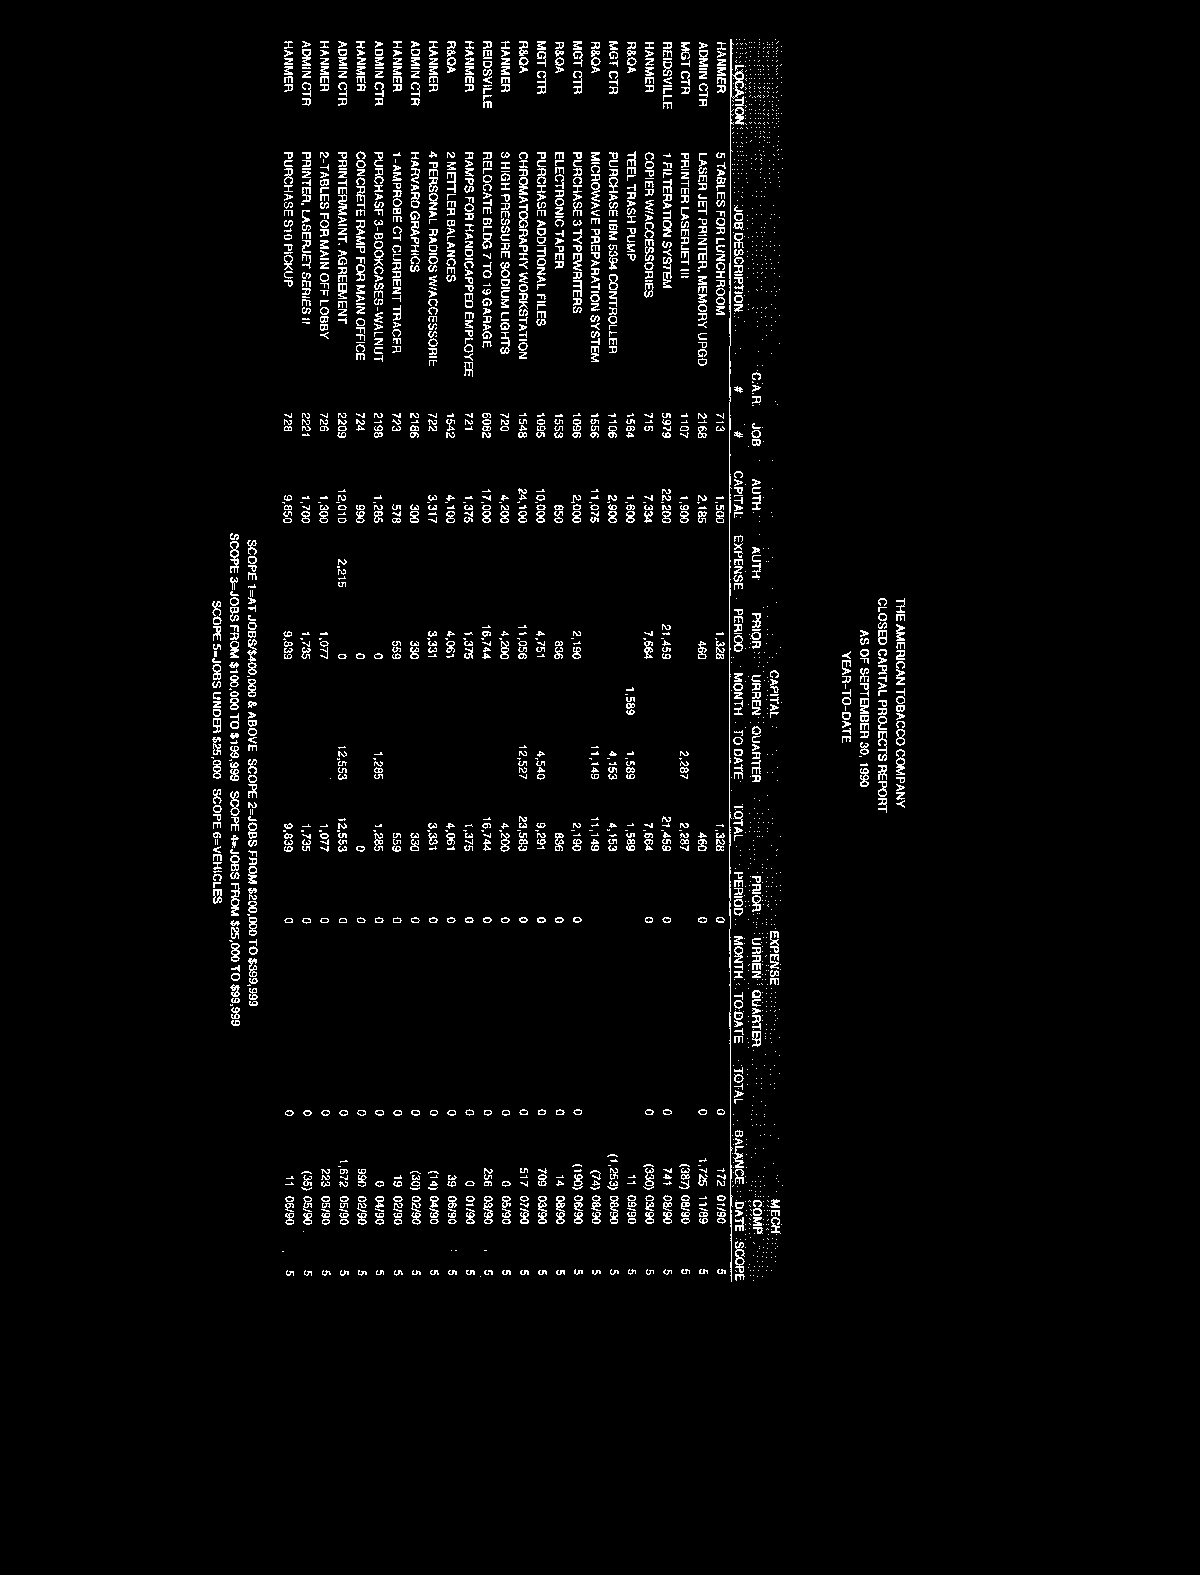 THE AMERICAN TOBACCO COMPANY
CLOSED CAPITAL PROJECTS REPORT
AS OF SEPTEMBER 30, 1990
YEAR-TO-DATE
CAPITAL EXPENSE MECH
C.A.R. JOB AUTH AUTH PRIOR URREN QUARTER PRIOR URREN QUARTER COMP
LOCATION JOB DESCRIPTION # # CAPITAL EXPENSE PERIOD MONTH TO DATE TOTAL PERIOD MONTH TO DATE TOTAL BALANCE DATE SCOPE
HANMER 5 TABLES FOR LUNCHROOM 713 1,500 1,328 1,328 0 0 172 01/90 5
ADMIN CTR LASER JET PRINTER, MEMORY UPGD 2168 2,185 460 460 0 0 1,725 11/89 5
MGT CTR PRINTER LASERJET III 1107 1,900 2,287 2,287 (387) 08/90 5
REIDSVILLE 1 FILTERATION SYSTEM 5979 22,200 21,459 21,459 0 0 741 08/90 5
HANMER COPIER W/ACCESSORIES 715 7,334 7,664 7,664 0 0 (330) 03/90 5
R&QA TEEL TRASH PUMP 1564 1,600 1,589 1,589 1,589 11 09/90 5
MGT CTR PURCHASE IBM 5394 CONTROLLER 1106 2,900 4,153 4,153 (1,253) 08/90 5
R&QA MICROWAVE PREPARATION SYSTEM 1556 11,075 11,149 11,149 (74) 08/90 5
MGT CTR PURCHASE 3 TYPEWRITERS 1096 2,000 2,190 2,190 0 0 (190) 06/90 5
R&QA ELECTRONIC TAPER 1553 850 836 836 0 0 14 08/90 5
MGT CTR PURCHASE ADDITIONAL FILES 1095 10,000 4,751 4,540 9,291 0 0 709 03/90 5
R&QA CHROMATOGRAPHY WORKSTATION 1548 24,100 11,056 12,527 23,583 0 0 517 07/90 5
HANMER 3 HIGH PRESSURE SODIUM LIGHTS 720 4,200 4,200 4,200 0 0 0 05/90 5
REIDSVILLE RELOCATE BLDG 7 TO 19 GARAGE 6062 17,000 16,744 16,744 0 0 256 03/90 5
HANMER RAMPS FOR HANDICAPPED EMPLOYEE 721 1,375 1,375 1,375 0 0 0 01/90 5
R&QA 2 METTLER BALANCES 1542 4,100 4,061 4,061 0 0 39 06/90 5
HANMER 4 PERSONAL RADIOS W/ACCESSORIE 722 3,317 3,331 3,331 0 0 (14) 04/90 5
ADMIN CTR HARVARD GRAPHICS 2186 300 330 330 0 0 (30) 02/90 5
HANMER 1-AMPROBE CT CURRENT TRACER 723 578 559 559 0 0 19 02/90 5
ADMIN CTR PURCHASE 3-BOOKCASES-WALNUT 2198 1,285 0 1,285 1,285 0 0 0 04/90 5
HANMER CONCRETE RAMP FOR MAIN OFFICE 724 990 0 0 0 0 990 02/90 5
ADMIN CTR PRINTER/MAINT. AGREEMENT 2209 12,010 2,215 0 12,553 12,553 0 0 1,672 05/90 5
HANMER 2-TABLES FOR MAIN OFF LOBBY 726 1,300 1,077 1,077 0 0 223 05/90 5
ADMIN CTR PRINTER, LASERJET SERIES II 2221 1,700 1,735 1,735 0 0 (35) 05/90 5
HANMER PURCHASE S10 PICKUP 728 9,850 9,839 9,839 0 0 11 06/90 5
SCOPE 1=AT JOBS/$400,000 & ABOVE SCOPE 2=JOBS FROM $200,000 TO $399,999
SCOPE 3=JOBS FROM $100,000 TO $199,999 SCOPE 4=JOBS FROM $25,000 TO $99,999
SCOPE 5=JOBS UNDER $25,000 SCOPE 6=VEHICLES